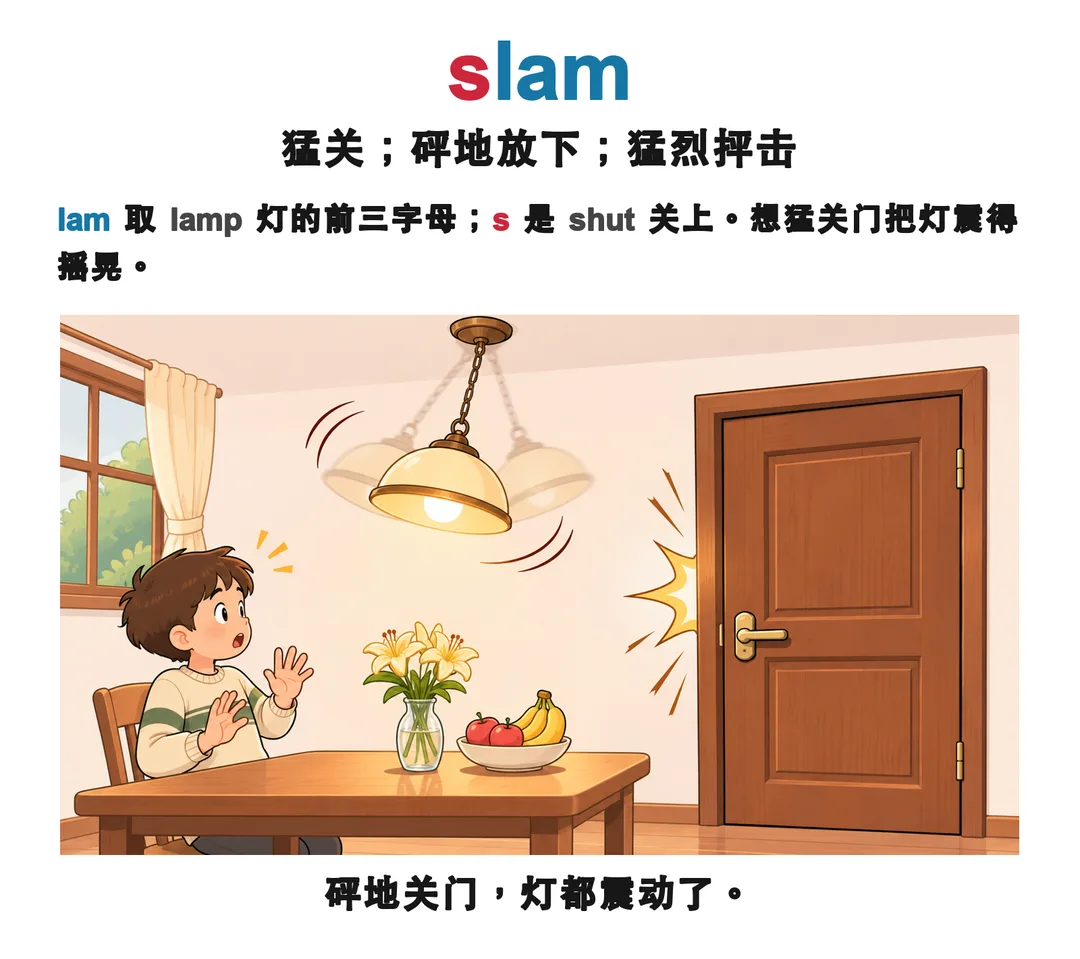 slam
猛关；砰地放下；猛烈抨击
lam 取 lamp 灯的前三字母；s 是 shut 关上。想猛关门把灯震得
摇晃。
砰地关门，灯都震动了。